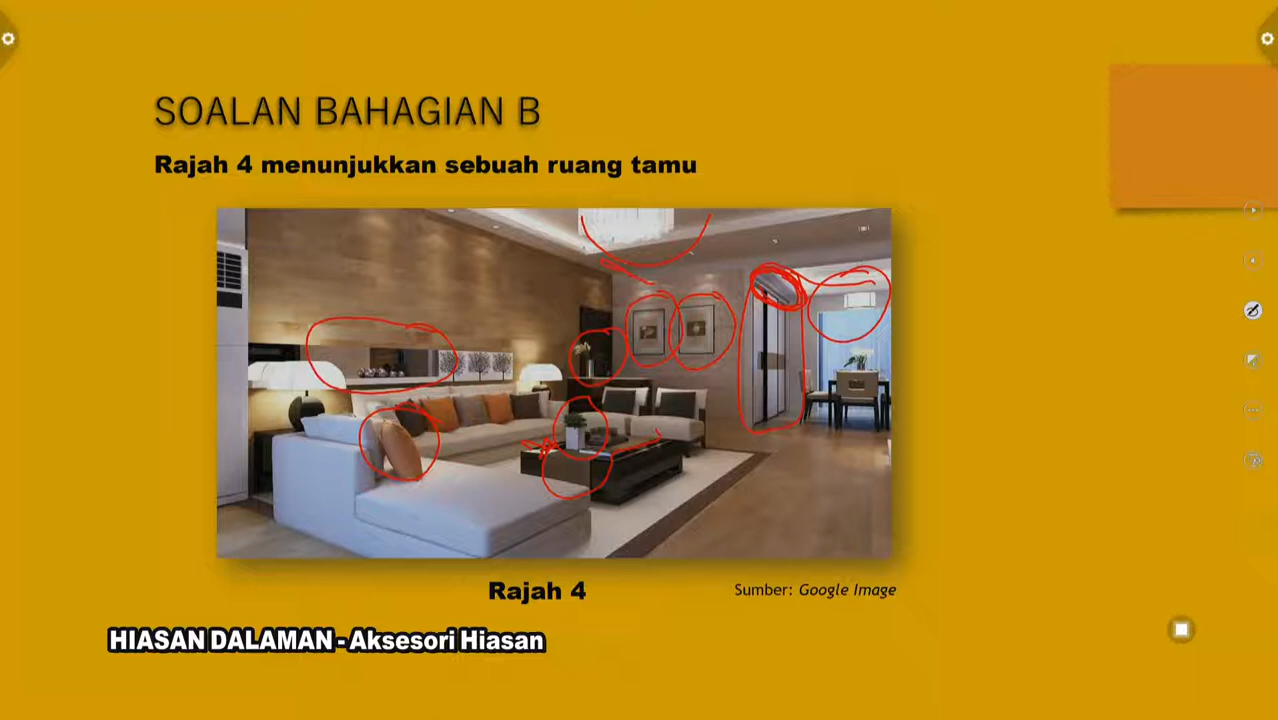 SOALAN BAHAGIAN B
Rajah 4 menunjukkan sebuah ruang tamu
Rajah 4
Sumber: Google Image
HIASAN DALAMAN - Aksesori Hiasan